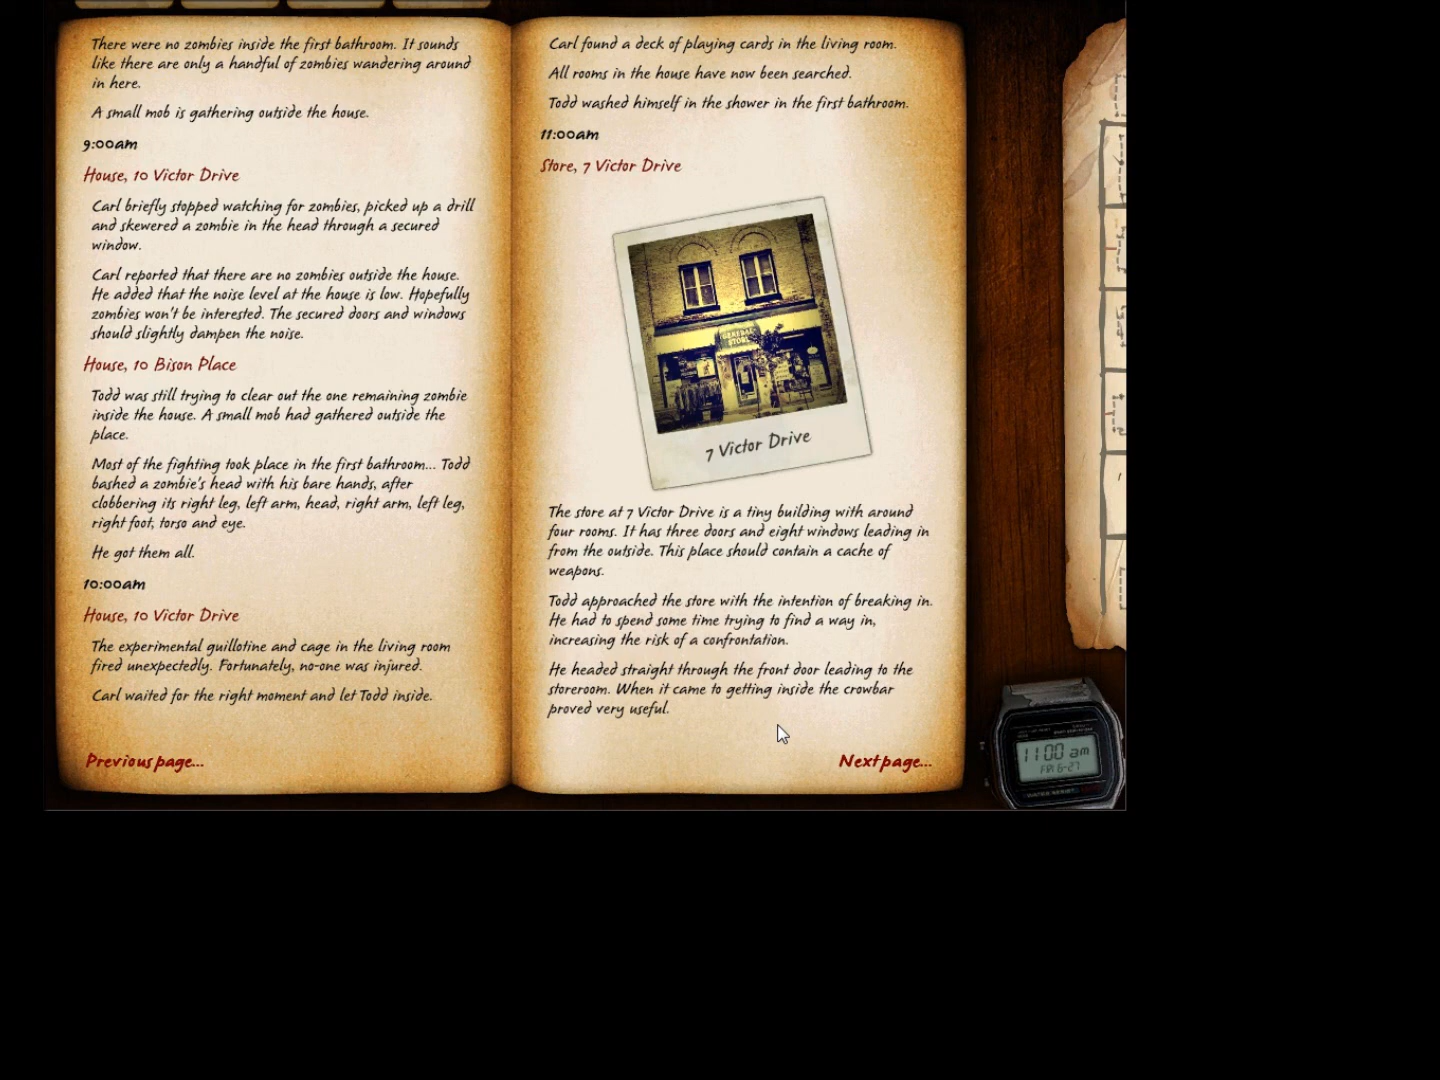 There were no zombies inside the first bathroom. It sounds
like there are only a handful of zombies wandering around
in here.
A small mob is gathering outside the house.
9:00am
House, 10 Victor Drive
Carl briefly stopped watching for zombies, picked up a drill
and skewered a zombie in the head through a secured
window.
Carl reported that there are no zombies outside the house.
He added that the noise level at the house is low. Hopefully
zombies won't be interested. The secured doors and windows
should slightly dampen the noise.
House, 10 Bison Place
Todd was still trying to clear out the one remaining zombie
inside the house. A small mob had gathered outside the
place.
Most of the fighting took place in the first bathroom... Todd
bashed a zombie's head with his bare hands, after
clobbering its right leg, left arm, head, right arm, left leg,
right foot, torso and eye.
He got them all.
10:00am
House, 10 Victor Drive
The experimental guillotine and cage in the living room
fired unexpectedly. Fortunately, no-one was injured.
Carl waited for the right moment and let Todd inside.
Previous page...
Carl found a deck of playing cards in the living room.
All rooms in the house have now been searched.
Todd washed himself in the shower in the first bathroom.
11:00am
Store, 7 Victor Drive
GENERAL
STORE
7 Victor Drive
The store at 7 Victor Drive is a tiny building with around
four rooms. It has three doors and eight windows leading in
from the outside. This place should contain a cache of
weapons.
Todd approached the store with the intention of breaking in.
He had to spend some time trying to find a way in,
increasing the risk of a confrontation.
He headed straight through the front door leading to the
storeroom. When it came to getting inside the crowbar
proved very useful.
Next page...
11:00 am
FRI 6-27
WATER RESIST